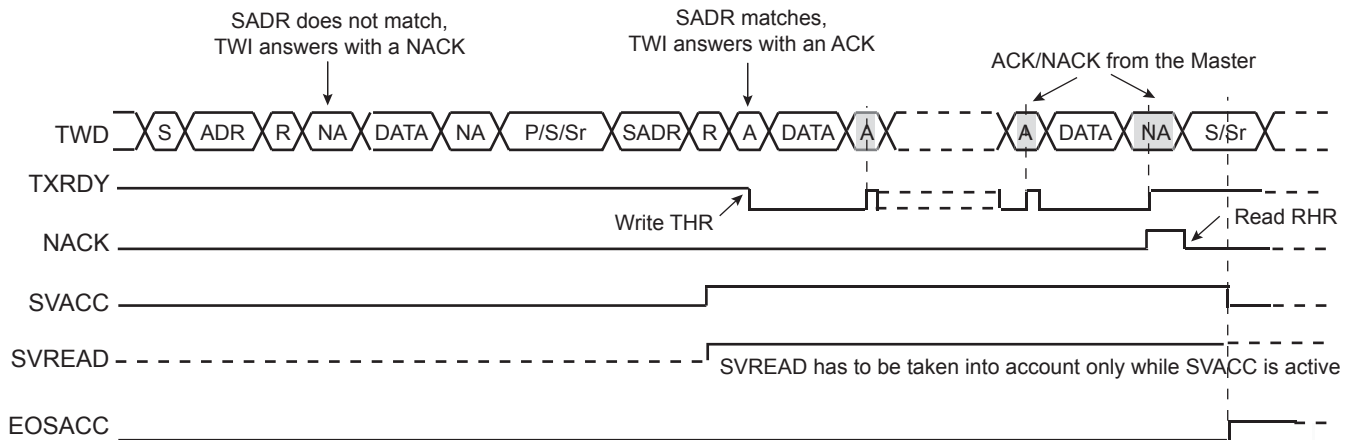 SADR does not match,
TWI answers with a NACK
SADR matches,
TWI answers with an ACK
ACK/NACK from the Master
TWD S ADR R NA DATA NA P/S/Sr SADR R A DATA A A DATA NA S/Sr
TXRDY
Write THR
Read RHR
NACK
SVACC
SVREAD
SVREAD has to be taken into account only while SVACC is active
EOSACC